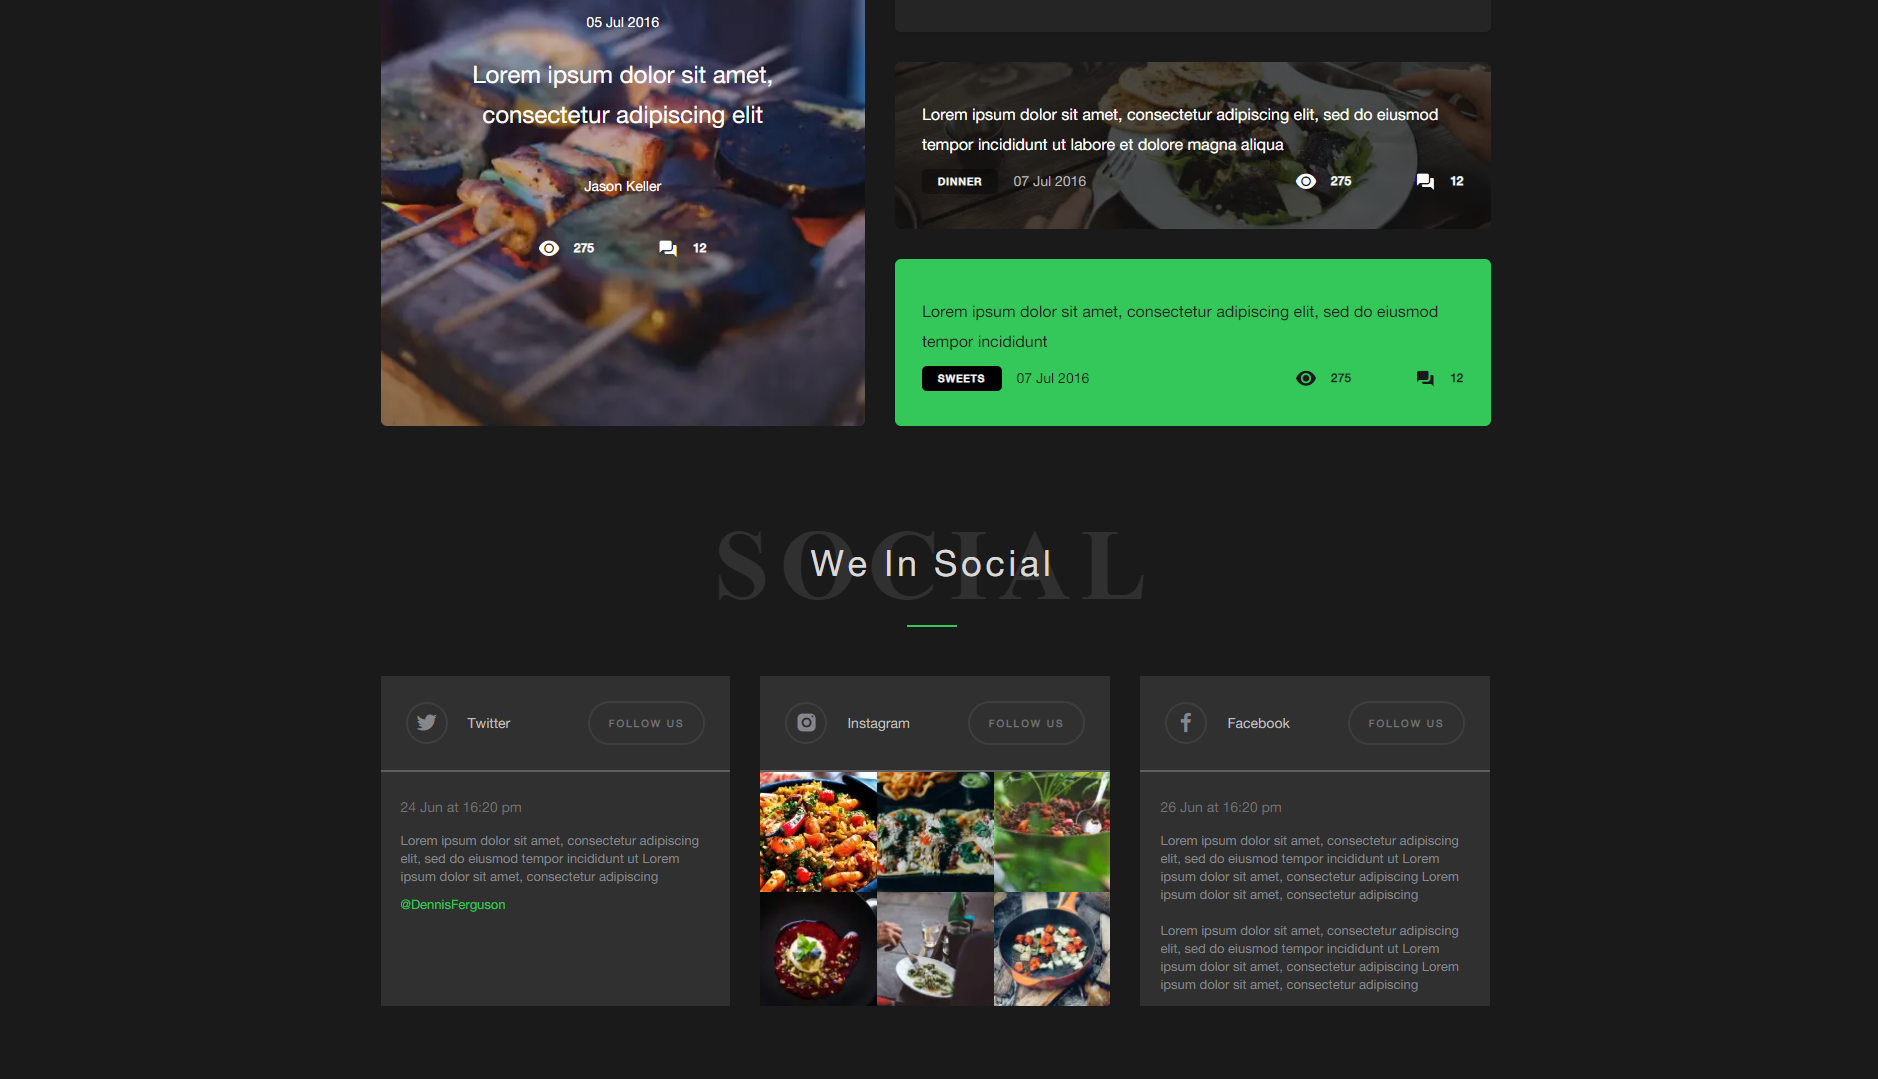 05 Jul 2016
Lorem ipsum dolor sit amet,
consectetur adipiscing elit
Jason Keller
275 12
Lorem ipsum dolor sit amet, consectetur adipiscing elit, sed do eiusmod
tempor incididunt ut labore et dolore magna aliqua
DINNER 07 Jul 2016 275 12
Lorem ipsum dolor sit amet, consectetur adipiscing elit, sed do eiusmod
tempor incididunt
SWEETS 07 Jul 2016 275 12
SOCIAL
We In Social
Twitter FOLLOW US
24 Jun at 16:20 pm
Lorem ipsum dolor sit amet, consectetur adipiscing
elit, sed do eiusmod tempor incididunt ut Lorem
ipsum dolor sit amet, consectetur adipiscing
@DennisFerguson
Instagram FOLLOW US
Facebook FOLLOW US
26 Jun at 16:20 pm
Lorem ipsum dolor sit amet, consectetur adipiscing
elit, sed do eiusmod tempor incididunt ut Lorem
ipsum dolor sit amet, consectetur adipiscing Lorem
ipsum dolor sit amet, consectetur adipiscing
Lorem ipsum dolor sit amet, consectetur adipiscing
elit, sed do eiusmod tempor incididunt ut Lorem
ipsum dolor sit amet, consectetur adipiscing Lorem
ipsum dolor sit amet, consectetur adipiscing